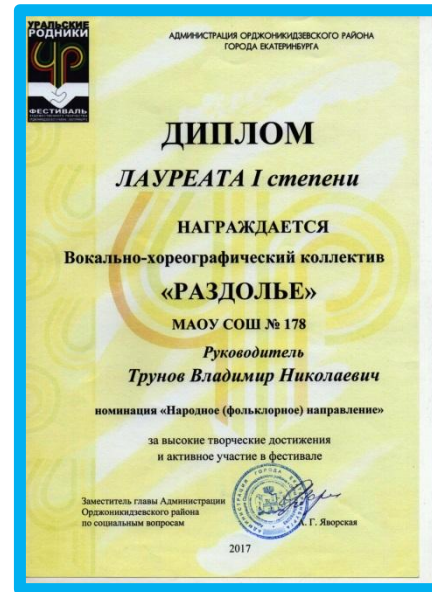 УРАЛЬСКИЕ
РОДНИКИ
ФЕСТИВАЛЬ
АДМИНИСТРАЦИЯ ОРДЖОНИКИДЗЕВСКОГО РАЙОНА
ГОРОДА ЕКАТЕРИНБУРГА
ДИПЛОМ
ЛАУРЕАТА I степени
НАГРАЖДАЕТСЯ
Вокально-хореографический коллектив
«РАЗДОЛЬЕ»
МАОУ СОШ № 178
Руководитель
Трунов Владимир Николаевич
номинация «Народное (фольклорное) направление»
за высокие творческие достижения
и активное участие в фестивале
Заместитель главы Администрации
Орджоникидзевского района
по социальным вопросам
А. Г. Яворская
2017